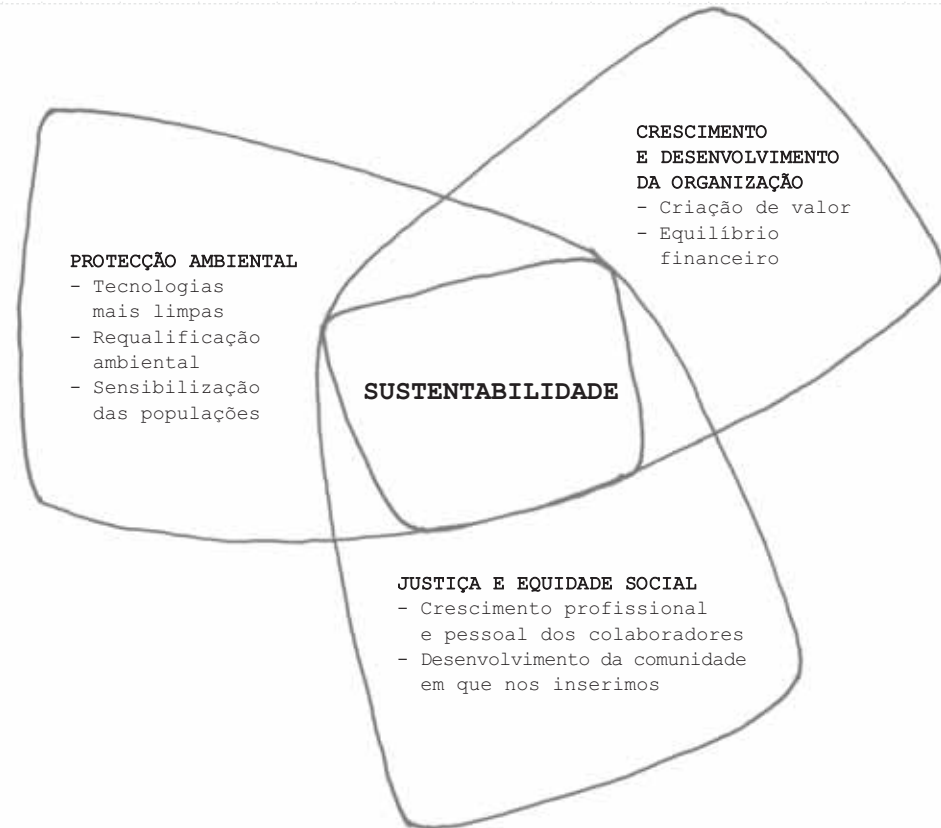 CRESCIMENTO
E DESENVOLVIMENTO
DA ORGANIZAÇÃO
- Criação de valor
- Equilíbrio
financeiro
PROTECÇÃO AMBIENTAL
- Tecnologias
mais limpas
- Requalificação
ambiental
- Sensibilização
das populações
SUSTENTABILIDADE
JUSTIÇA E EQUIDADE SOCIAL
- Crescimento profissional
e pessoal dos colaboradores
- Desenvolvimento da comunidade
em que nos inserimos